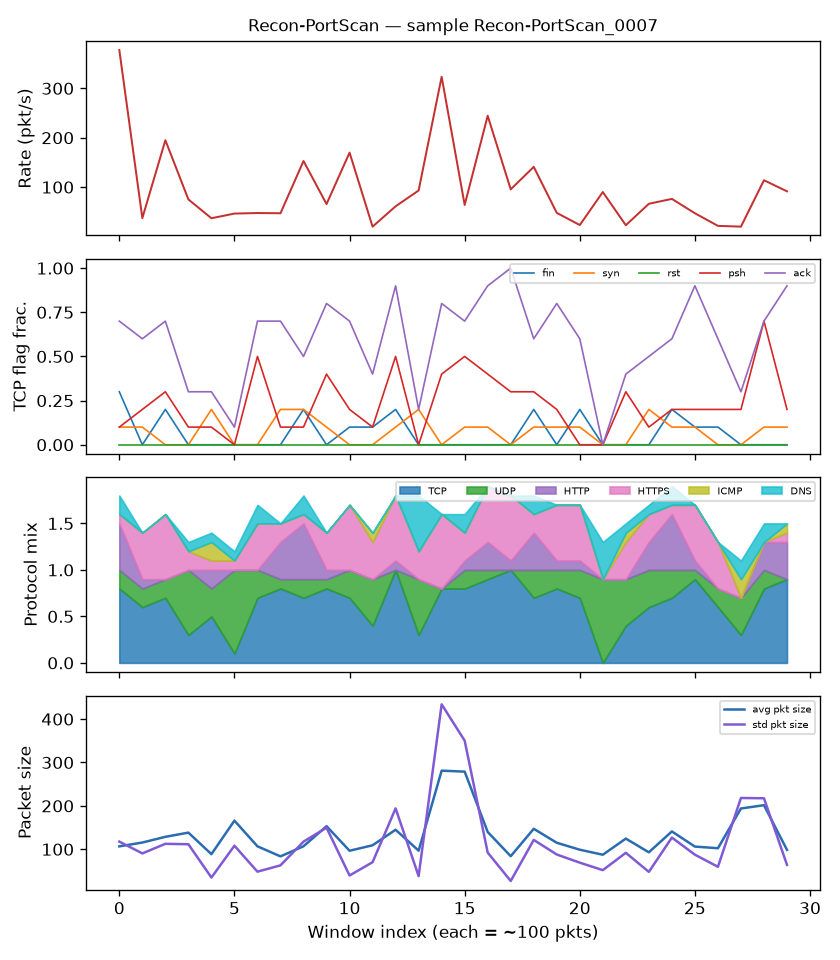 Recon-PortScan — sample Recon-PortScan_0007
Rate (pkt/s)
300
200
100
TCP flag frac.
1.00
0.75
0.50
0.25
0.00
fin syn rst psh ack
Protocol mix
1.5
1.0
0.5
0.0
TCP UDP HTTP HTTPS ICMP DNS
Packet size
400
300
200
100
avg pkt size
std pkt size
0 5 10 15 20 25 30
Window index (each = ~100 pkts)